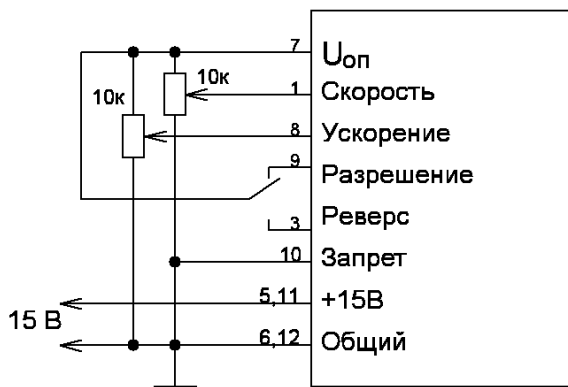 7 Uоп
10к
1 Скорость
10к
8 Ускорение
9 Разрешение
3 Реверс
10 Запрет
5,11 +15В
15 В
6,12 Общий